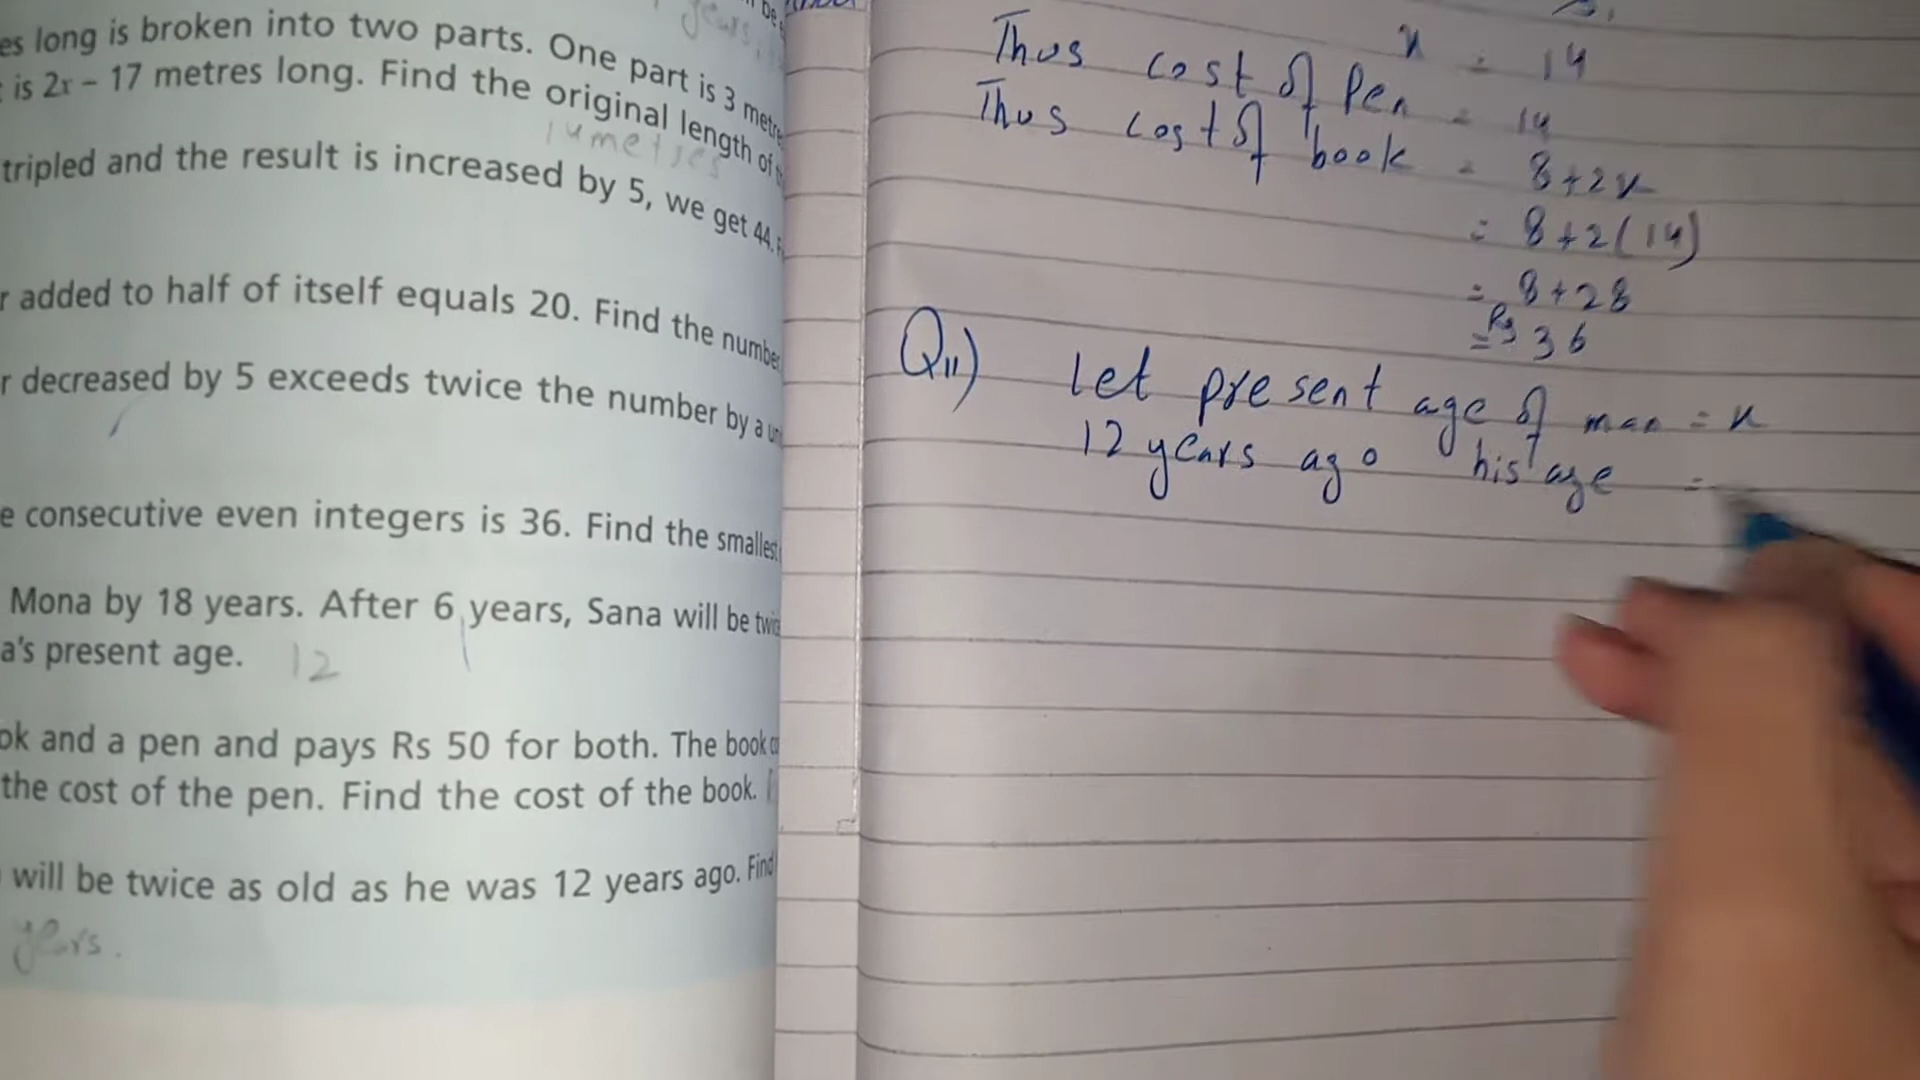 es long is broken into two parts. One part is 3 metre
is 2x – 17 metres long. Find the original length of
14 metres
tripled and the result is increased by 5, we get 44.
r added to half of itself equals 20. Find the number
r decreased by 5 exceeds twice the number by a
e consecutive even integers is 36. Find the smallest
Mona by 18 years. After 6 years, Sana will be twic
a's present age. 12
ok and a pen and pays Rs 50 for both. The book
the cost of the pen. Find the cost of the book.
will be twice as old as he was 12 years ago. Find
years.
x = 14
Thus cost of Pen = 14
Thus cost of book = 8+2x
= 8+2(14)
= 8+28
= Rs 36
Q11) Let present age of man = x
12 years ago his age =